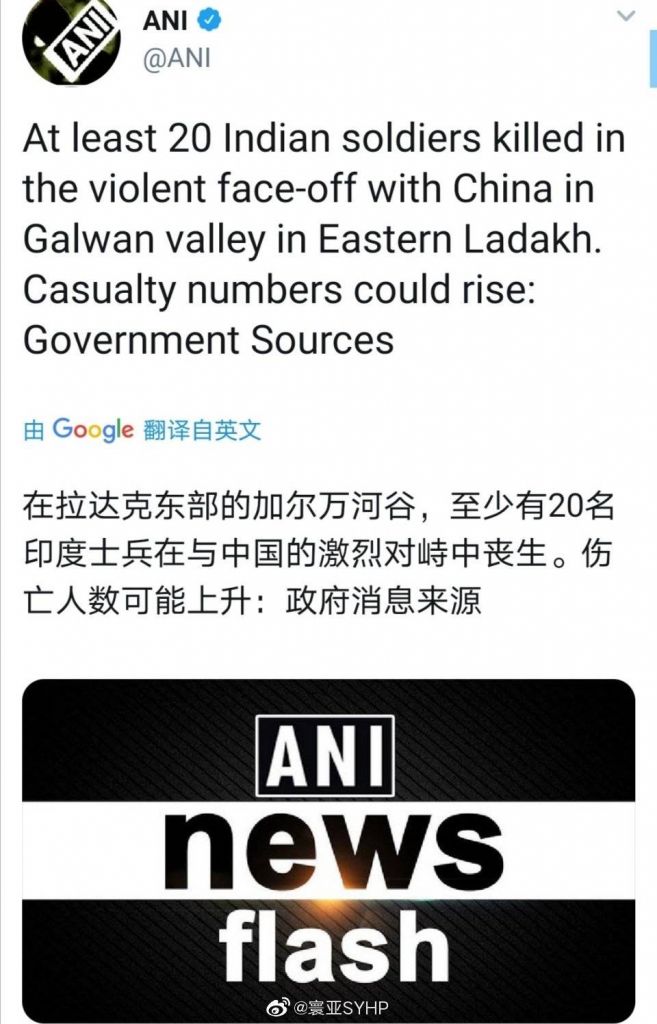 ANI
ANI
@ANI
At least 20 Indian soldiers killed in
the violent face-off with China in
Galwan valley in Eastern Ladakh.
Casualty numbers could rise:
Government Sources
由 Google 翻译自英文
在拉达克东部的加尔万河谷，至少有20名
印度士兵在与中国的激烈对峙中丧生。伤
亡人数可能上升：政府消息来源
ANI
news
flash
@寰亚SYHP